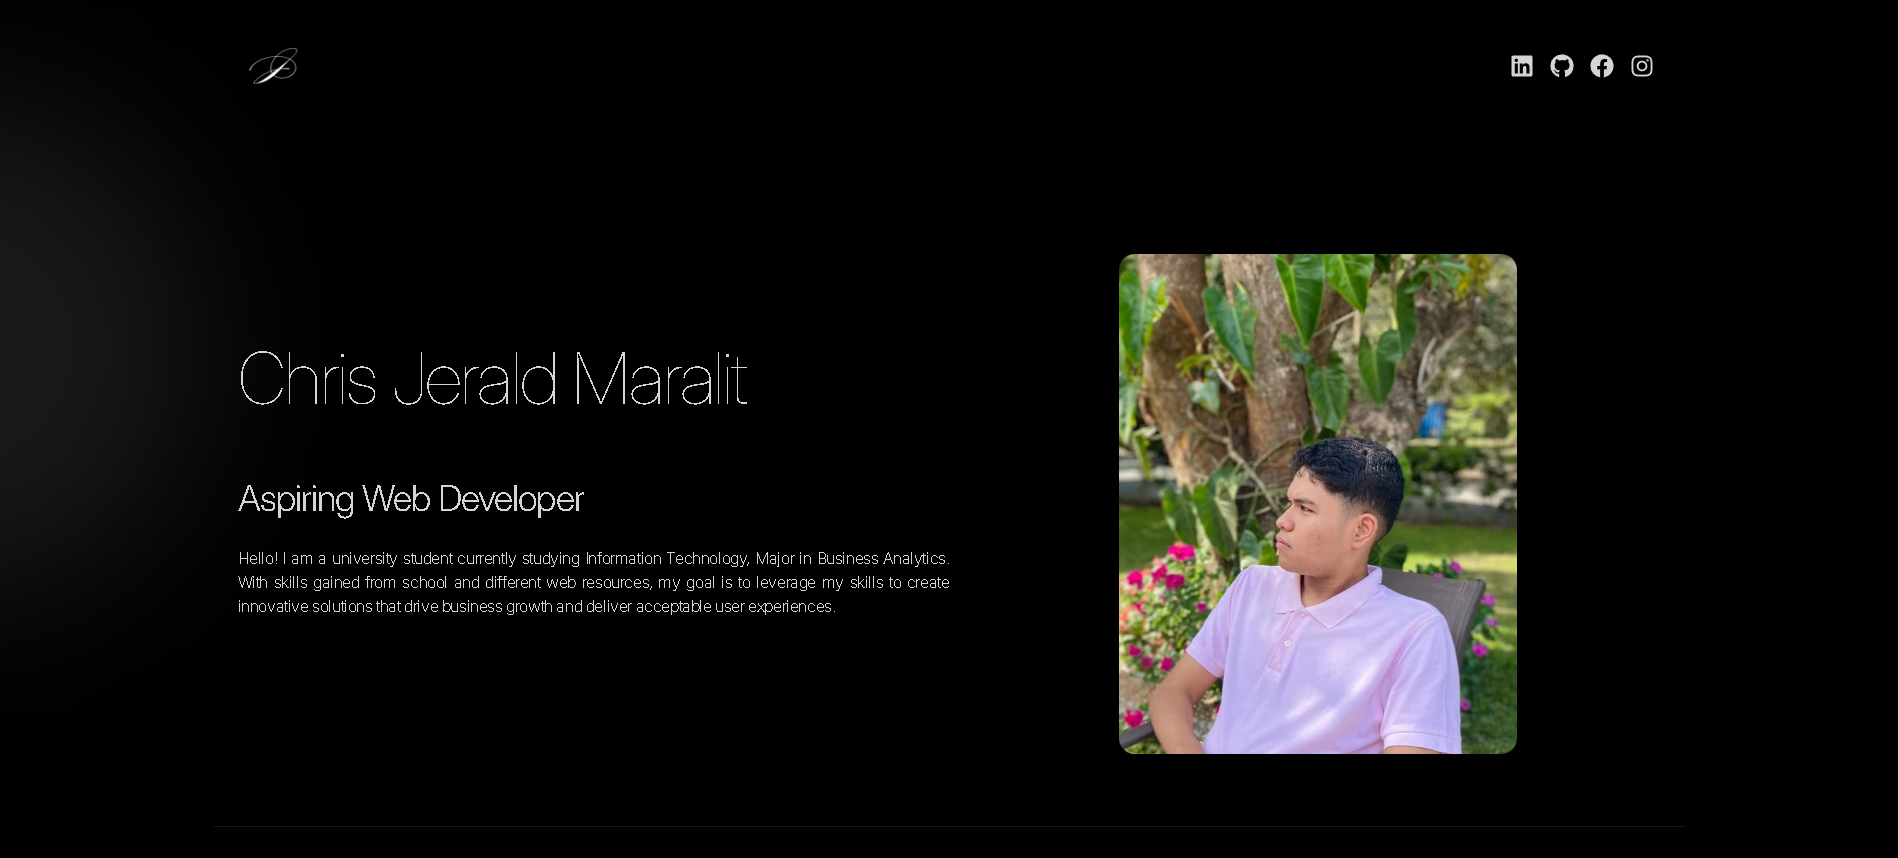 Chris Jerald Maralit
Aspiring Web Developer
Hello! I am a university student currently studying Information Technology, Major in Business Analytics.
With skills gained from school and different web resources, my goal is to leverage my skills to create
innovative solutions that drive business growth and deliver acceptable user experiences.